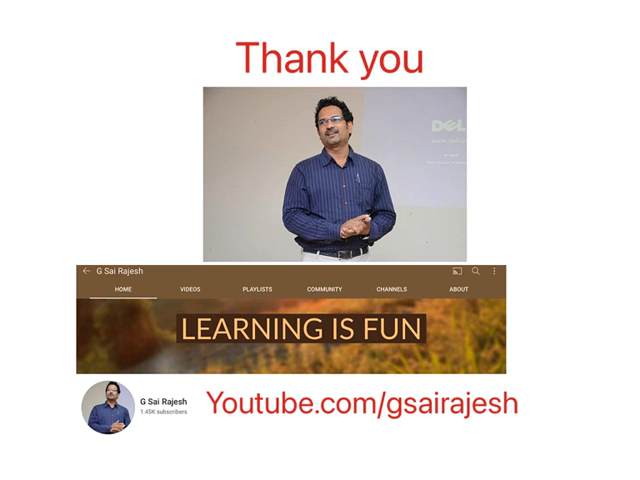 Thank you
DELL
G Sai Rajesh
HOME VIDEOS PLAYLISTS COMMUNITY CHANNELS ABOUT
LEARNING IS FUN
G Sai Rajesh
1.45K subscribers
Youtube.com/gsairajesh